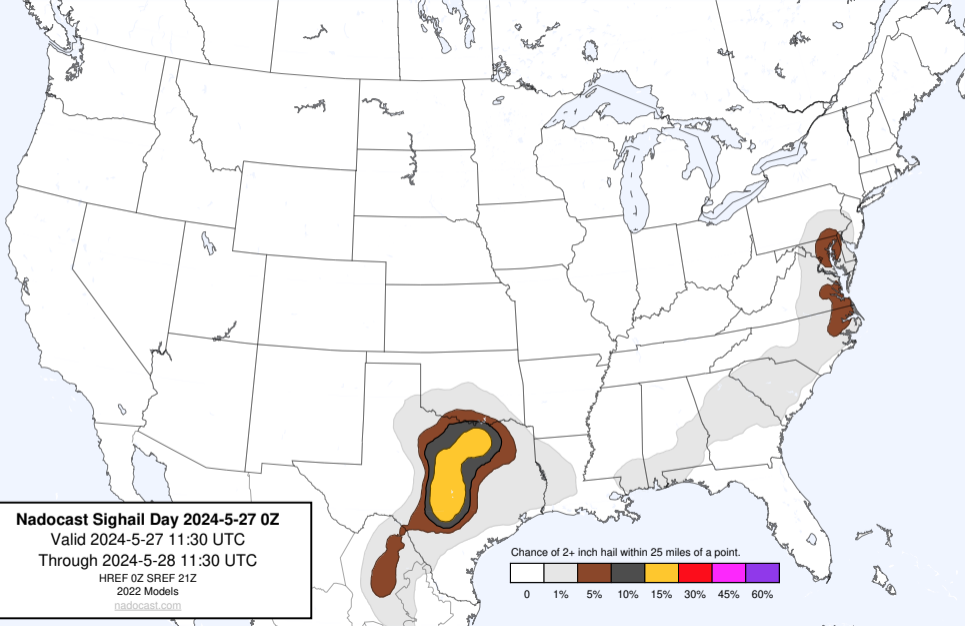 Nadocast Sighail Day 2024-5-27 0Z
Valid 2024-5-27 11:30 UTC
Through 2024-5-28 11:30 UTC
HREF 0Z SREF 21Z
2022 Models
nadocast.com
Chance of 2+ inch hail within 25 miles of a point.
0 1% 5% 10% 15% 30% 45% 60%